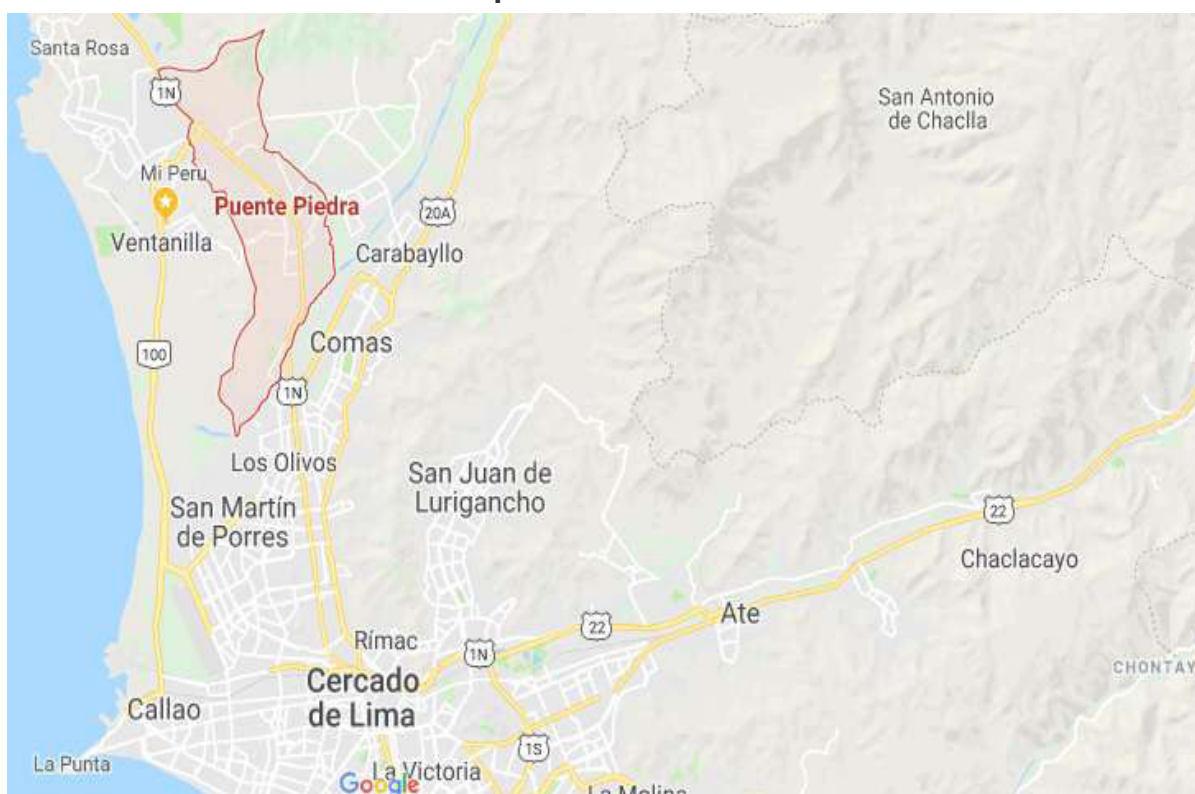 Santa Rosa
1N
San Antonio
de Chaclla
Mi Peru
Puente Piedra
20A
Ventanilla
Carabayllo
100
Comas
1N
Los Olivos
San Juan de
Lurigancho
San Martín
de Porres
22
Chaclacayo
Ate
22
Rímac
1N
CHONTAY
Cercado
de Lima
Callao
1S
La Punta
La Victoria
Google
La Molina